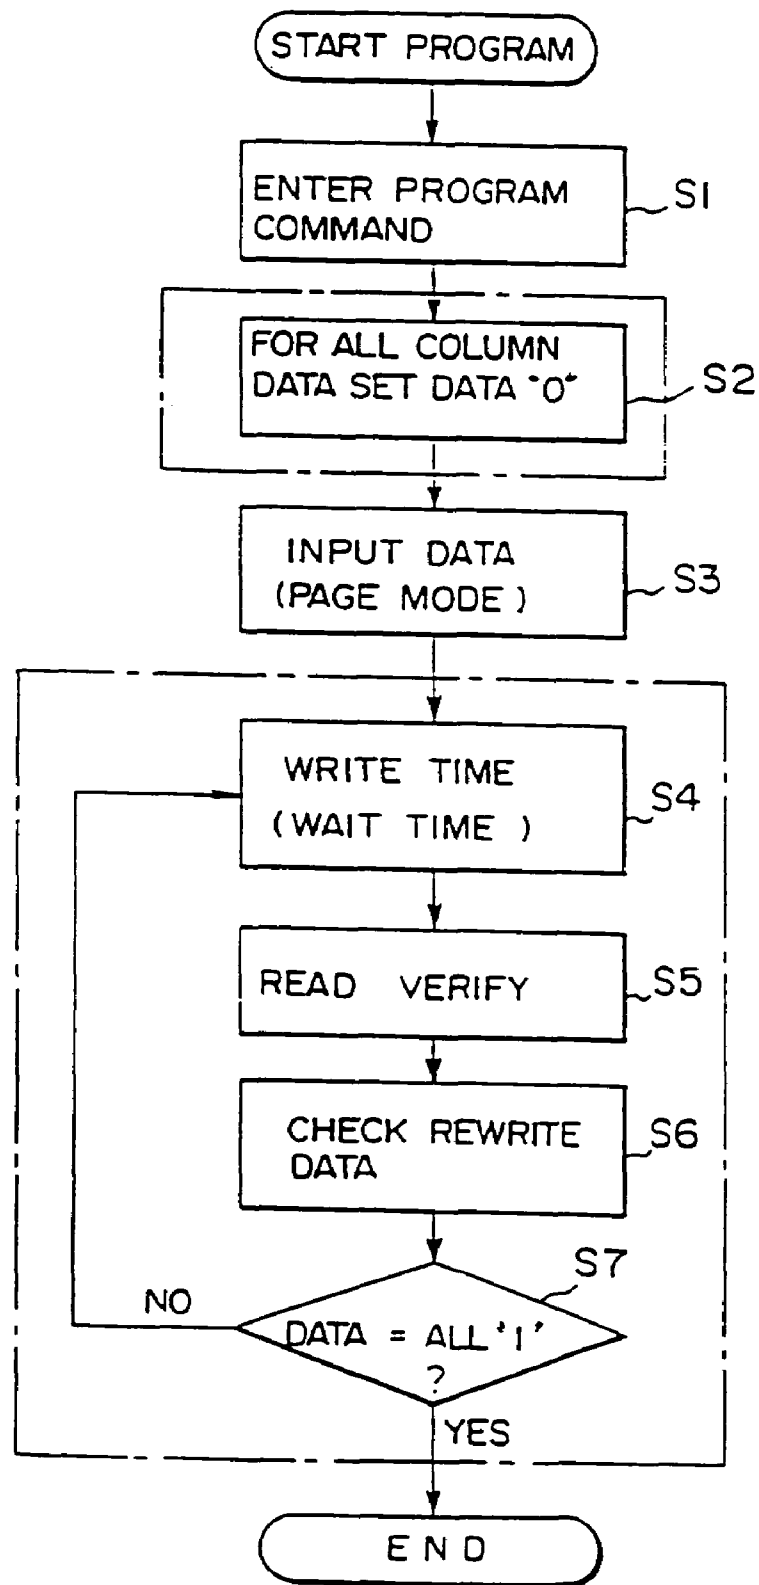 START PROGRAM
ENTER PROGRAM
COMMAND
S1
FOR ALL COLUMN
DATA SET DATA "0"
S2
INPUT DATA
(PAGE MODE)
S3
WRITE TIME
(WAIT TIME)
S4
READ VERIFY
S5
CHECK REWRITE
DATA
S6
S7
NO
DATA = ALL "1"
?
YES
END